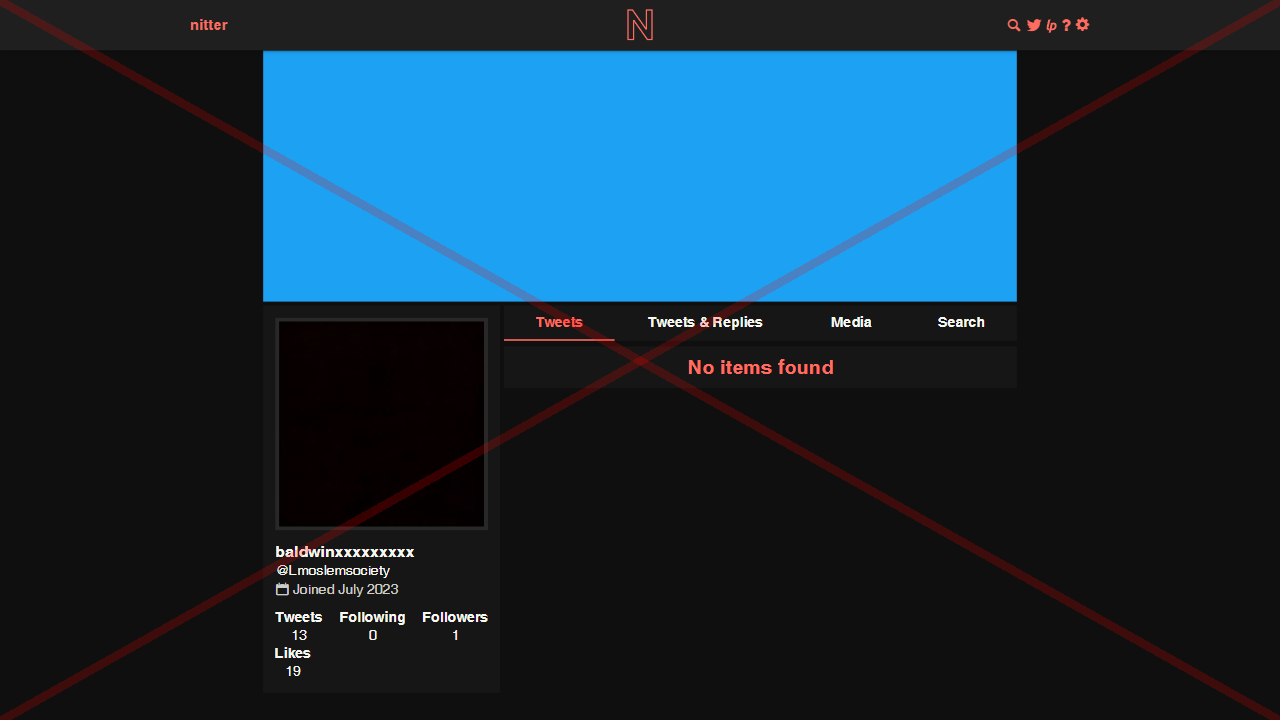 nitter
N
lp ?
Tweets Tweets & Replies Media Search
No items found
baldwinxxxxxxxxx
@Lmoslemsociety
Joined July 2023
Tweets Following Followers
13 0 1
Likes
19